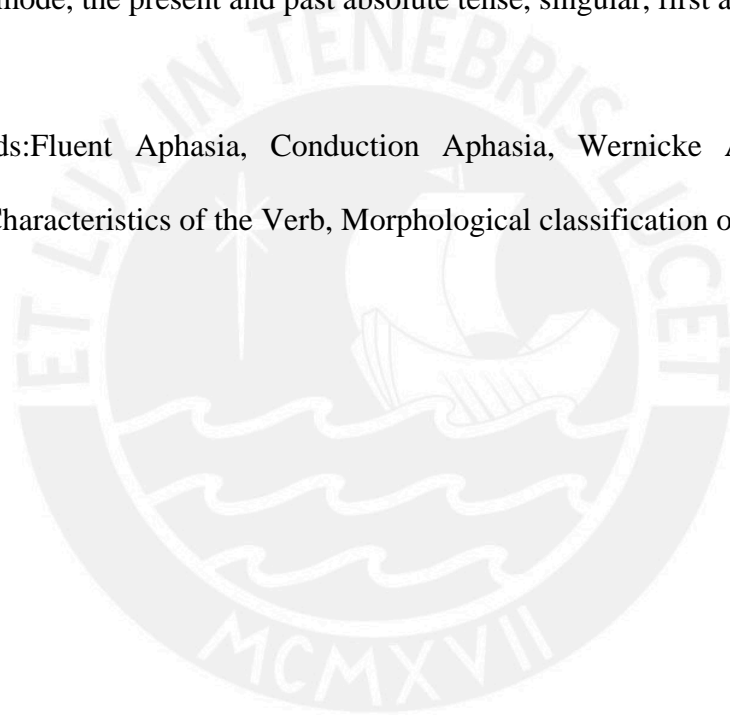 mode, the present and past absolute tense, singular, first a
ds:Fluent Aphasia, Conduction Aphasia, Wernicke A
Characteristics of the Verb, Morphological classification o
ET LUX IN TENEBRIS LUCET
MCMXVII